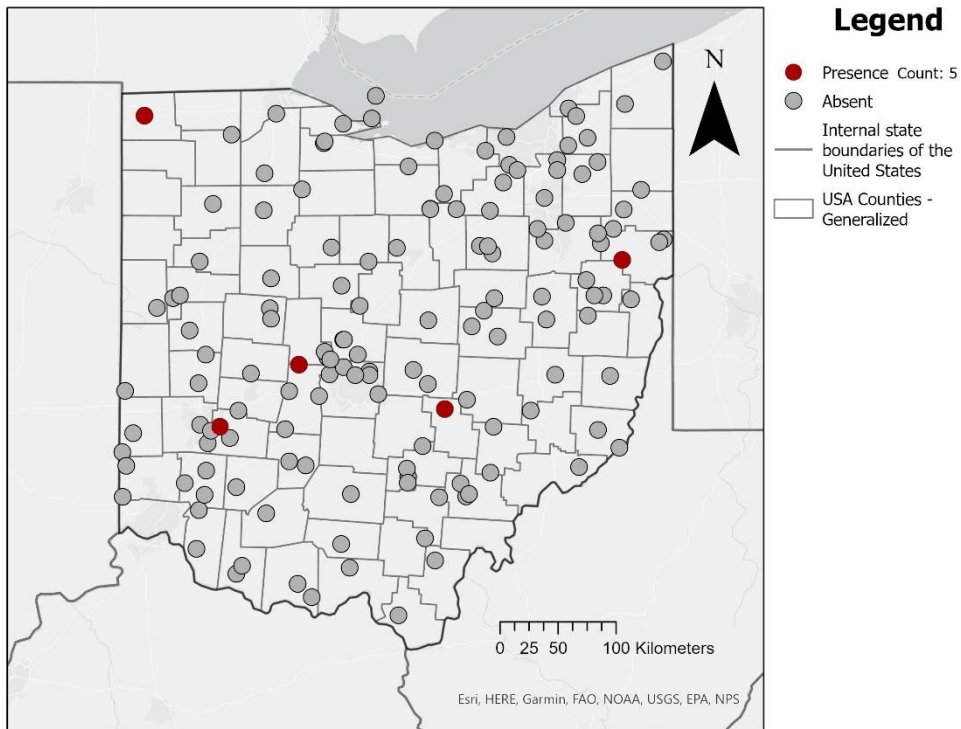 Legend
N
Presence Count: 5
Absent
Internal state
boundaries of the
United States
USA Counties -
Generalized
0 25 50 100 Kilometers
Esri, HERE, Garmin, FAO, NOAA, USGS, EPA, NPS